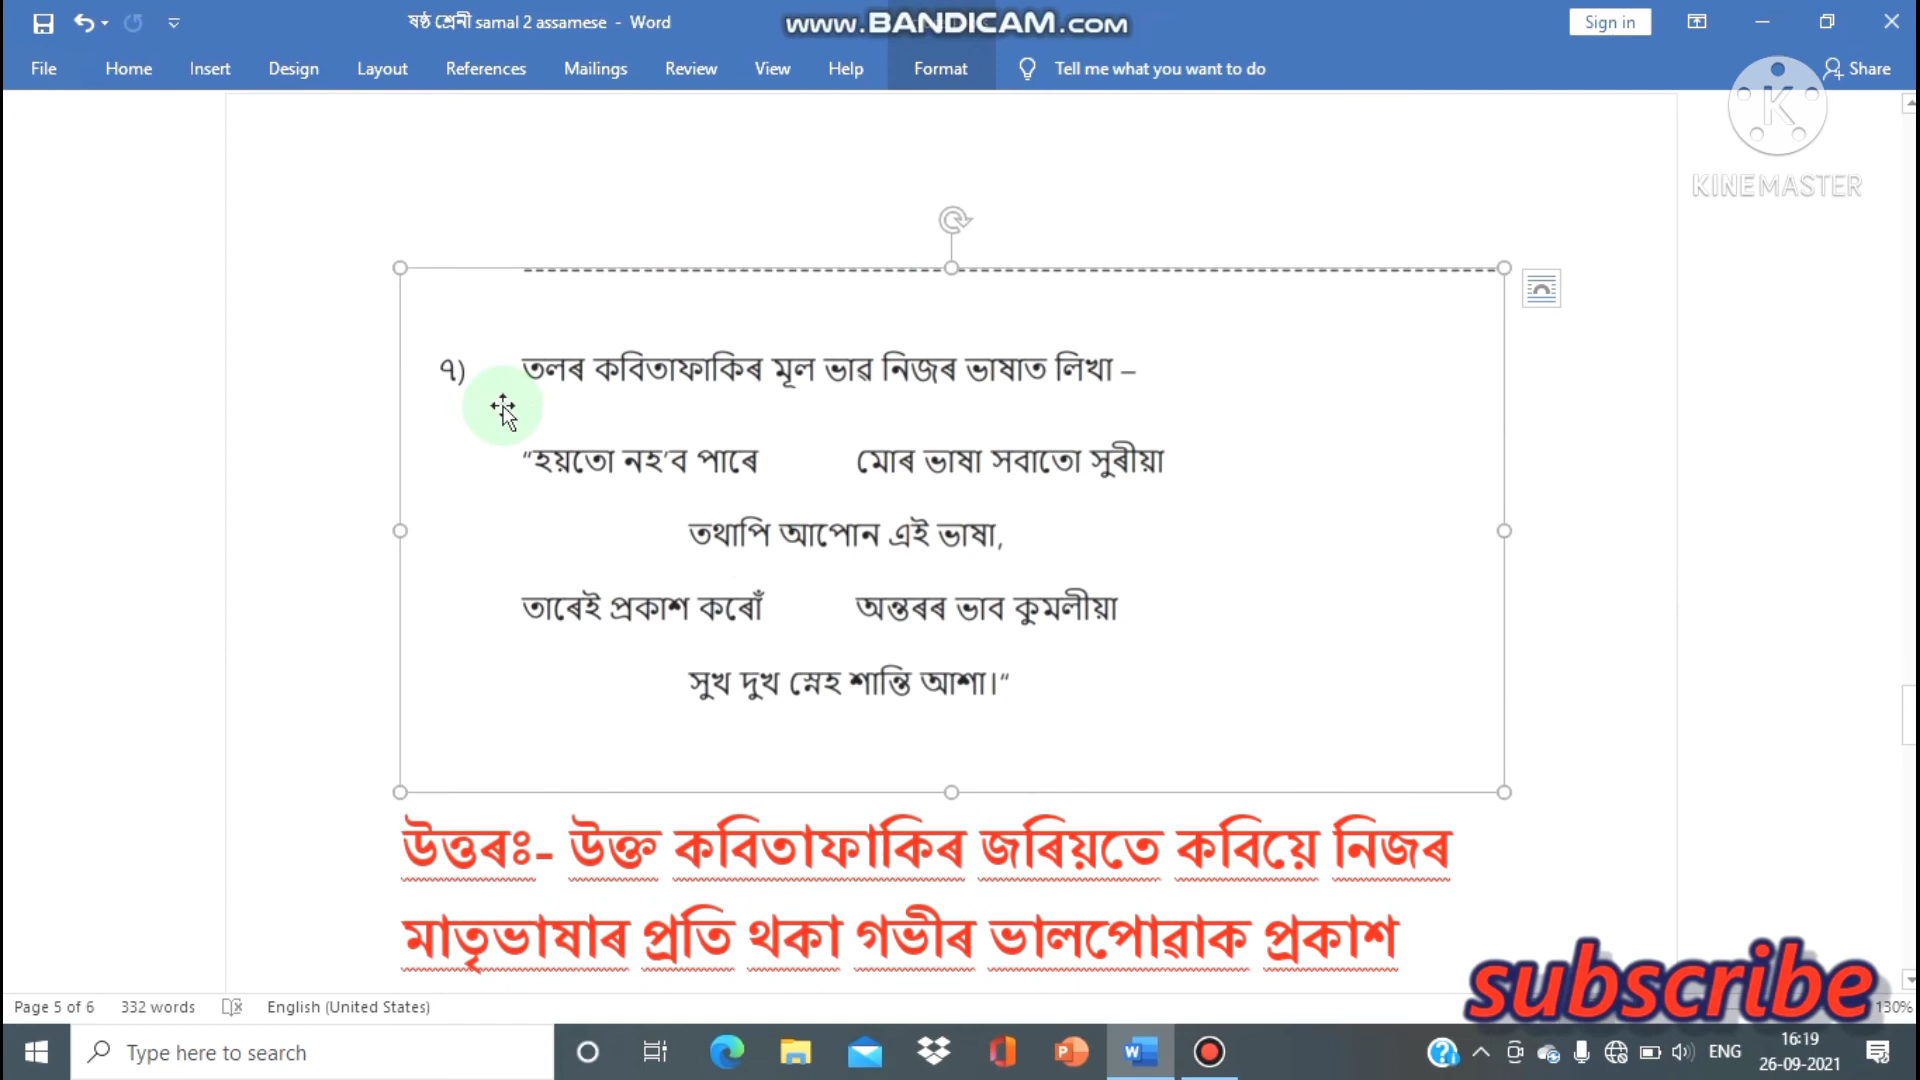 ষষ্ঠ শ্ৰেনী samal 2 assamese - Word
www.BANDICAM.com
Sign in
File Home Insert Design Layout References Mailings Review View Help Format Tell me what you want to do Share
K
KINEMASTER
৭) তলৰ কবিতাফাকিৰ মূল ভাৱ নিজৰ ভাষাত লিখা –
“হয়তো নহ’ব পাৰে মোৰ ভাষা সবাতো সুৰীয়া
তথাপি আপোন এই ভাষা,
তাৰেই প্ৰকাশ কৰোঁ অন্তৰৰ ভাব কুমলীয়া
সুখ দুখ স্নেহ শান্তি আশা।“
উত্তৰঃ- উক্ত কবিতাফাকিৰ জৰিয়তে কবিয়ে নিজৰ
মাতৃভাষাৰ প্ৰতি থকা গভীৰ ভালপোৱাক প্ৰকাশ
subscribe
Page 5 of 6 332 words English (United States) 130%
Type here to search
ENG
16:19
26-09-2021